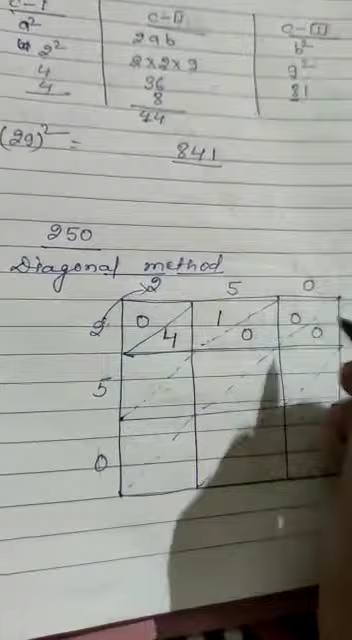 C-I C-II C-III
a² 2ab b²
2² 2×2×9 9²
4 36 81
4 8
44
(29)² = 841
250
Diagonal method
2 5 0
2 0 4 1 0 0 0
5
0